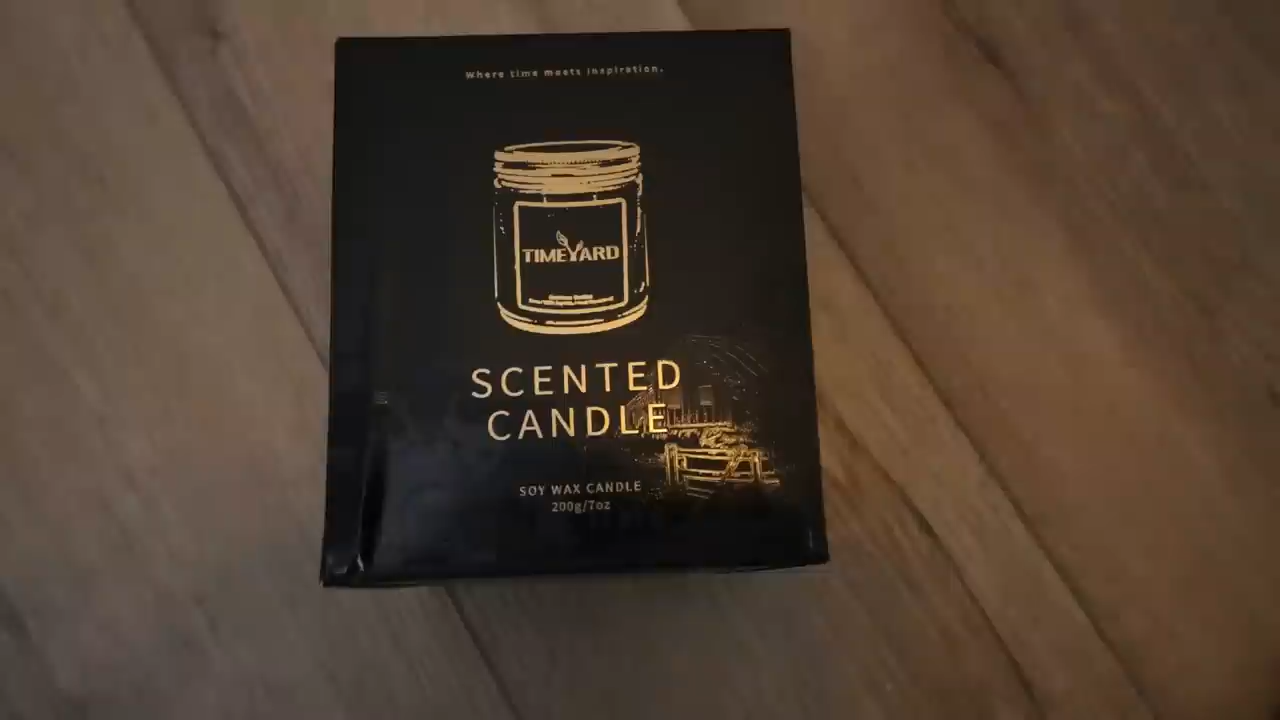 Where time meets inspiration.
TIMEYARD
SCENTED
CANDLE
SOY WAX CANDLE
200g/7oz